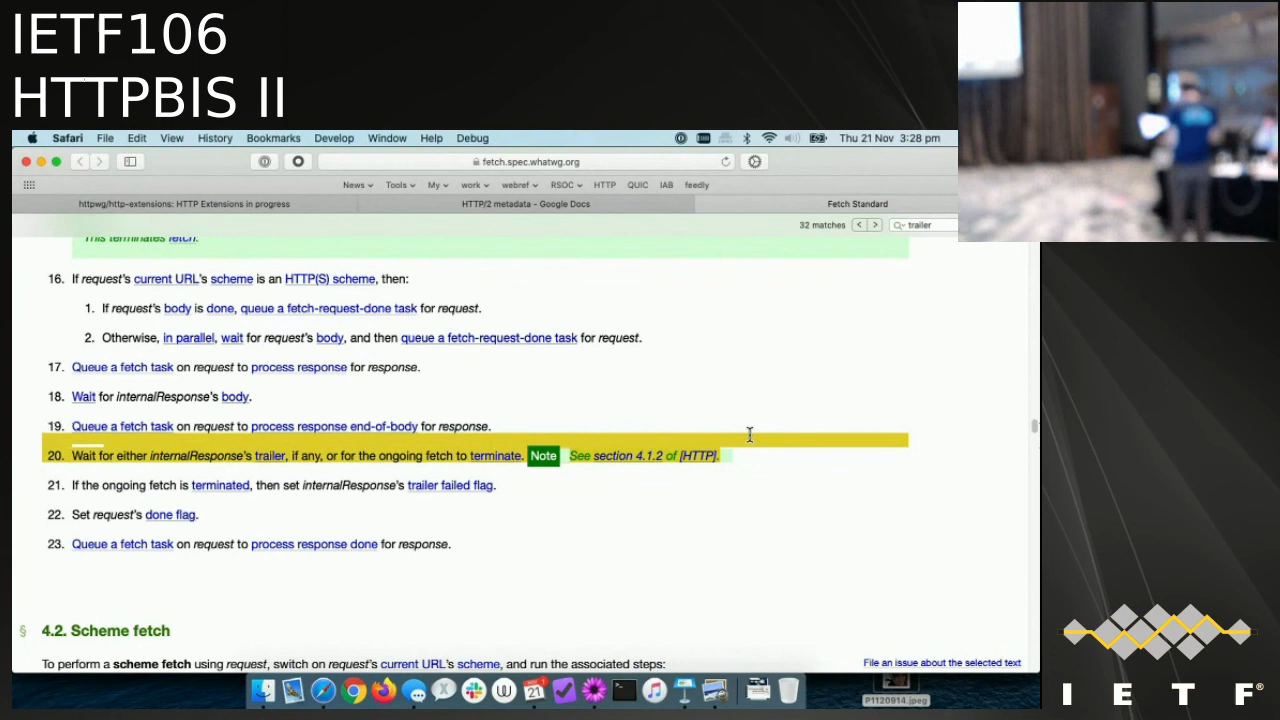 IETF106
HTTPBIS II
Safari File Edit View History Bookmarks Develop Window Help Debug Thu 21 Nov 3:28 pm
fetch.spec.whatwg.org
News Tools My work webref RSOC HTTP QUIC IAB feedly
httpwg/http-extensions: HTTP Extensions in progress HTTP/2 metadata - Google Docs Fetch Standard
32 matches trailer
This terminates fetch.
16. If request's current URL's scheme is an HTTP(S) scheme, then:
1. If request's body is done, queue a fetch-request-done task for request.
2. Otherwise, in parallel, wait for request's body, and then queue a fetch-request-done task for request.
17. Queue a fetch task on request to process response for response.
18. Wait for internalResponse's body.
19. Queue a fetch task on request to process response end-of-body for response.
20. Wait for either internalResponse's trailer, if any, or for the ongoing fetch to terminate. Note See section 4.1.2 of [HTTP].
21. If the ongoing fetch is terminated, then set internalResponse's trailer failed flag.
22. Set request's done flag.
23. Queue a fetch task on request to process response done for response.
§ 4.2. Scheme fetch
To perform a scheme fetch using request, switch on request's current URL's scheme, and run the associated steps:
File an issue about the selected text
21
P1120914.jpeg
I E T F®